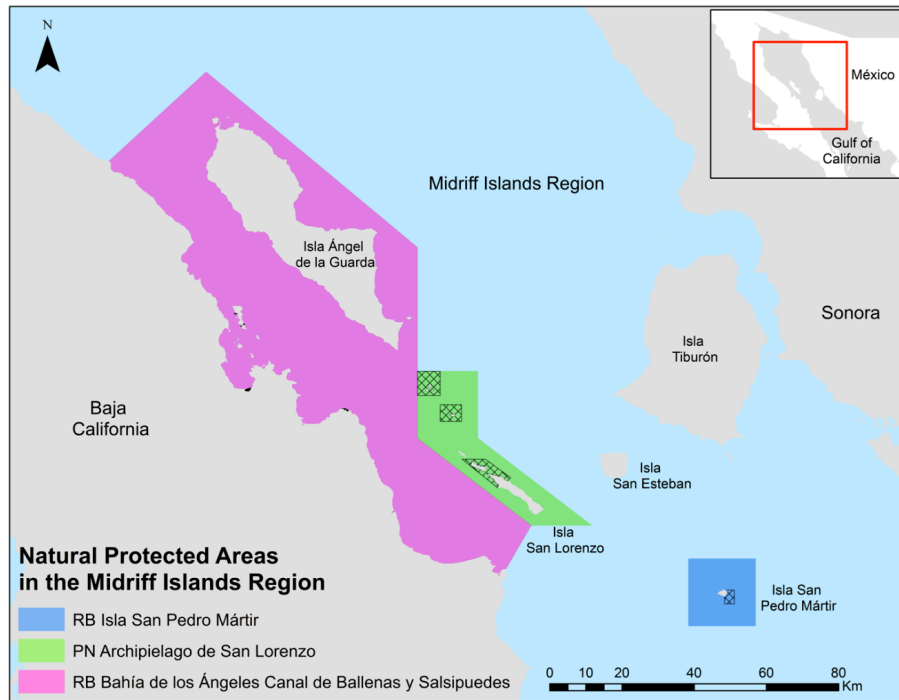 N
México
Gulf of
California
Midriff Islands Region
Isla Ángel
de la Guarda
Sonora
Isla
Tiburón
Baja
California
Isla
San Esteban
Isla
San Lorenzo
Isla San
Pedro Mártir
Natural Protected Areas
in the Midriff Islands Region
RB Isla San Pedro Mártir
PN Archipielago de San Lorenzo
RB Bahía de los Ángeles Canal de Ballenas y Salsipuedes
0 10 20 40 60 80
Km